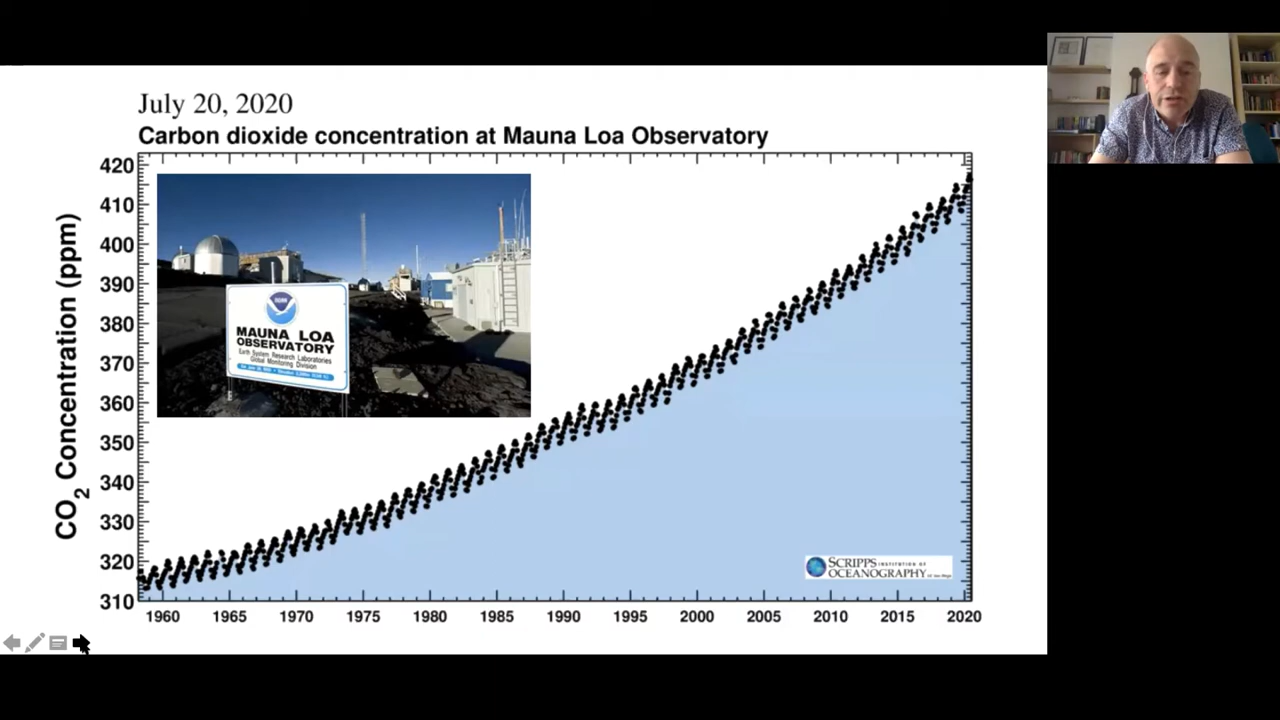 July 20, 2020
Carbon dioxide concentration at Mauna Loa Observatory
CO2 Concentration (ppm)
420
410
400
390
380
370
360
350
340
330
320
310
MAUNA LOA
OBSERVATORY
Earth System Research Laboratories
Global Monitoring Division
SCRIPPS INSTITUTION OF
OCEANOGRAPHY
1960 1965 1970 1975 1980 1985 1990 1995 2000 2005 2010 2015 2020